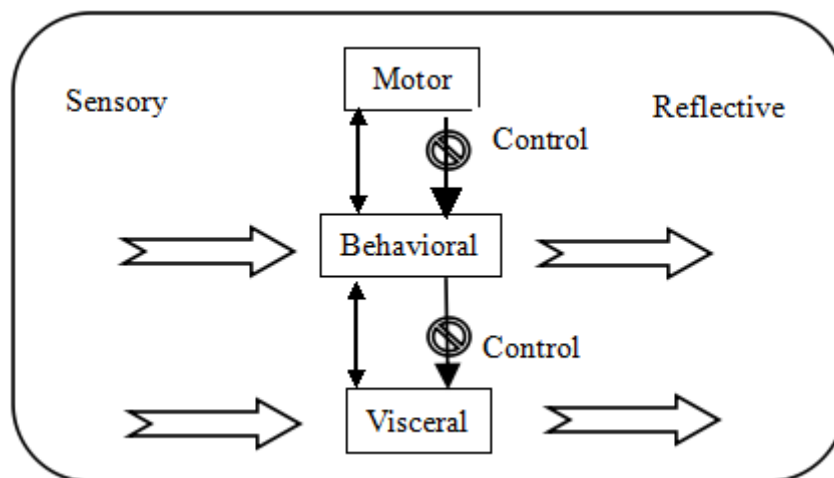 Motor
Sensory
Reflective
Control
Behavioral
Control
Visceral